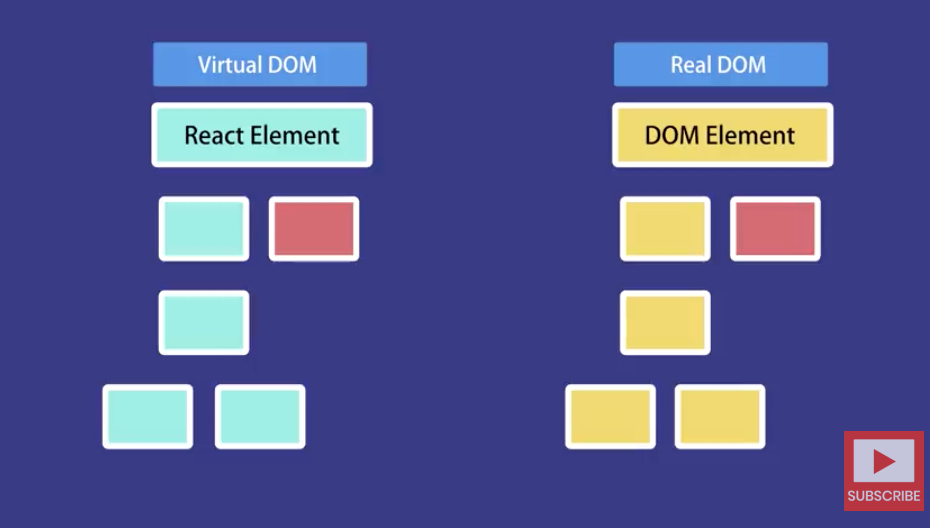 Virtual DOM
Real DOM
React Element
DOM Element
SUBSCRIBE